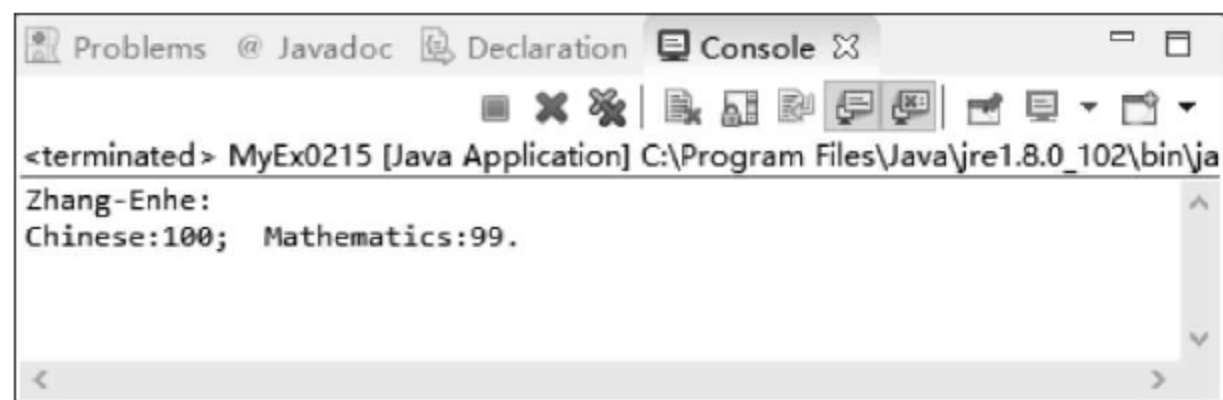 Problems @ Javadoc Declaration Console
<terminated> MyEx0215 [Java Application] C:\Program Files\Java\jre1.8.0_102\bin\ja
Zhang-Enhe:
Chinese:100;  Mathematics:99.